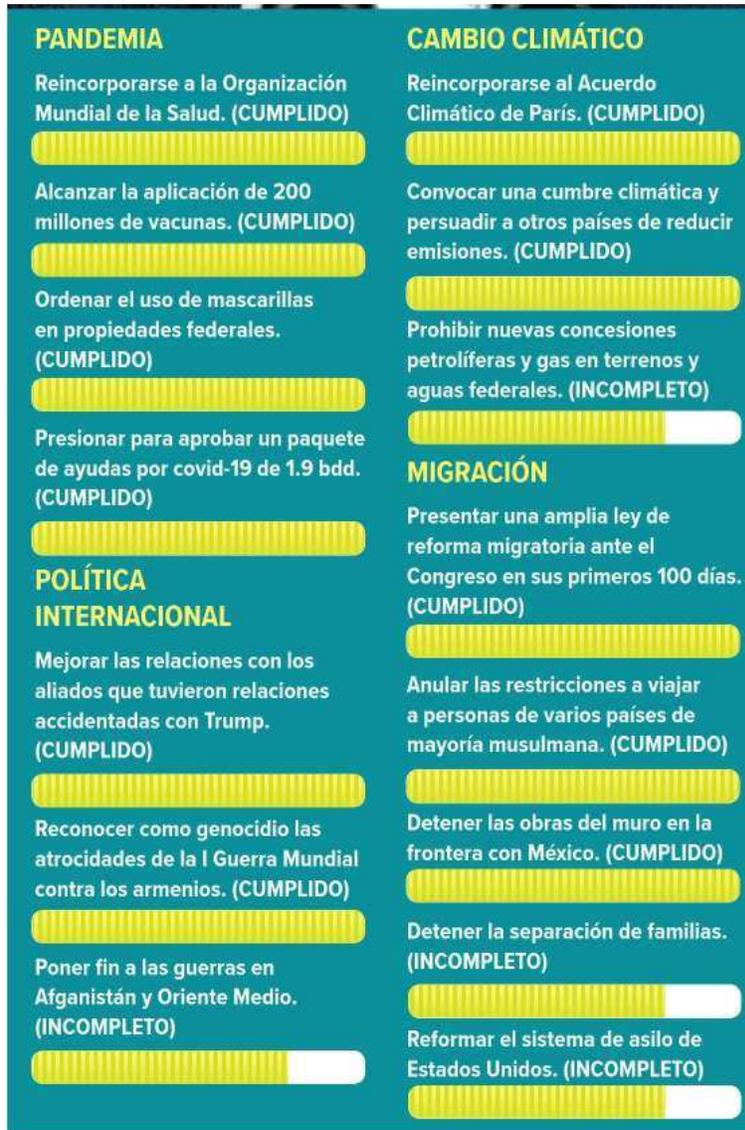 PANDEMIA
Reincorporarse a la Organización
Mundial de la Salud. (CUMPLIDO)
Alcanzar la aplicación de 200
millones de vacunas. (CUMPLIDO)
Ordenar el uso de mascarillas
en propiedades federales.
(CUMPLIDO)
Presionar para aprobar un paquete
de ayudas por covid-19 de 1.9 bdd.
(CUMPLIDO)
POLÍTICA
INTERNACIONAL
Mejorar las relaciones con los
aliados que tuvieron relaciones
accidentadas con Trump.
(CUMPLIDO)
Reconocer como genocidio las
atrocidades de la I Guerra Mundial
contra los armenios. (CUMPLIDO)
Poner fin a las guerras en
Afganistán y Oriente Medio.
(INCOMPLETO)
CAMBIO CLIMÁTICO
Reincorporarse al Acuerdo
Climático de París. (CUMPLIDO)
Convocar una cumbre climática y
persuadir a otros países de reducir
emisiones. (CUMPLIDO)
Prohibir nuevas concesiones
petrolíferas y gas en terrenos y
aguas federales. (INCOMPLETO)
MIGRACIÓN
Presentar una amplia ley de
reforma migratoria ante el
Congreso en sus primeros 100 días.
(CUMPLIDO)
Anular las restricciones a viajar
a personas de varios países de
mayoría musulmana. (CUMPLIDO)
Detener las obras del muro en la
frontera con México. (CUMPLIDO)
Detener la separación de familias.
(INCOMPLETO)
Reformar el sistema de asilo de
Estados Unidos. (INCOMPLETO)